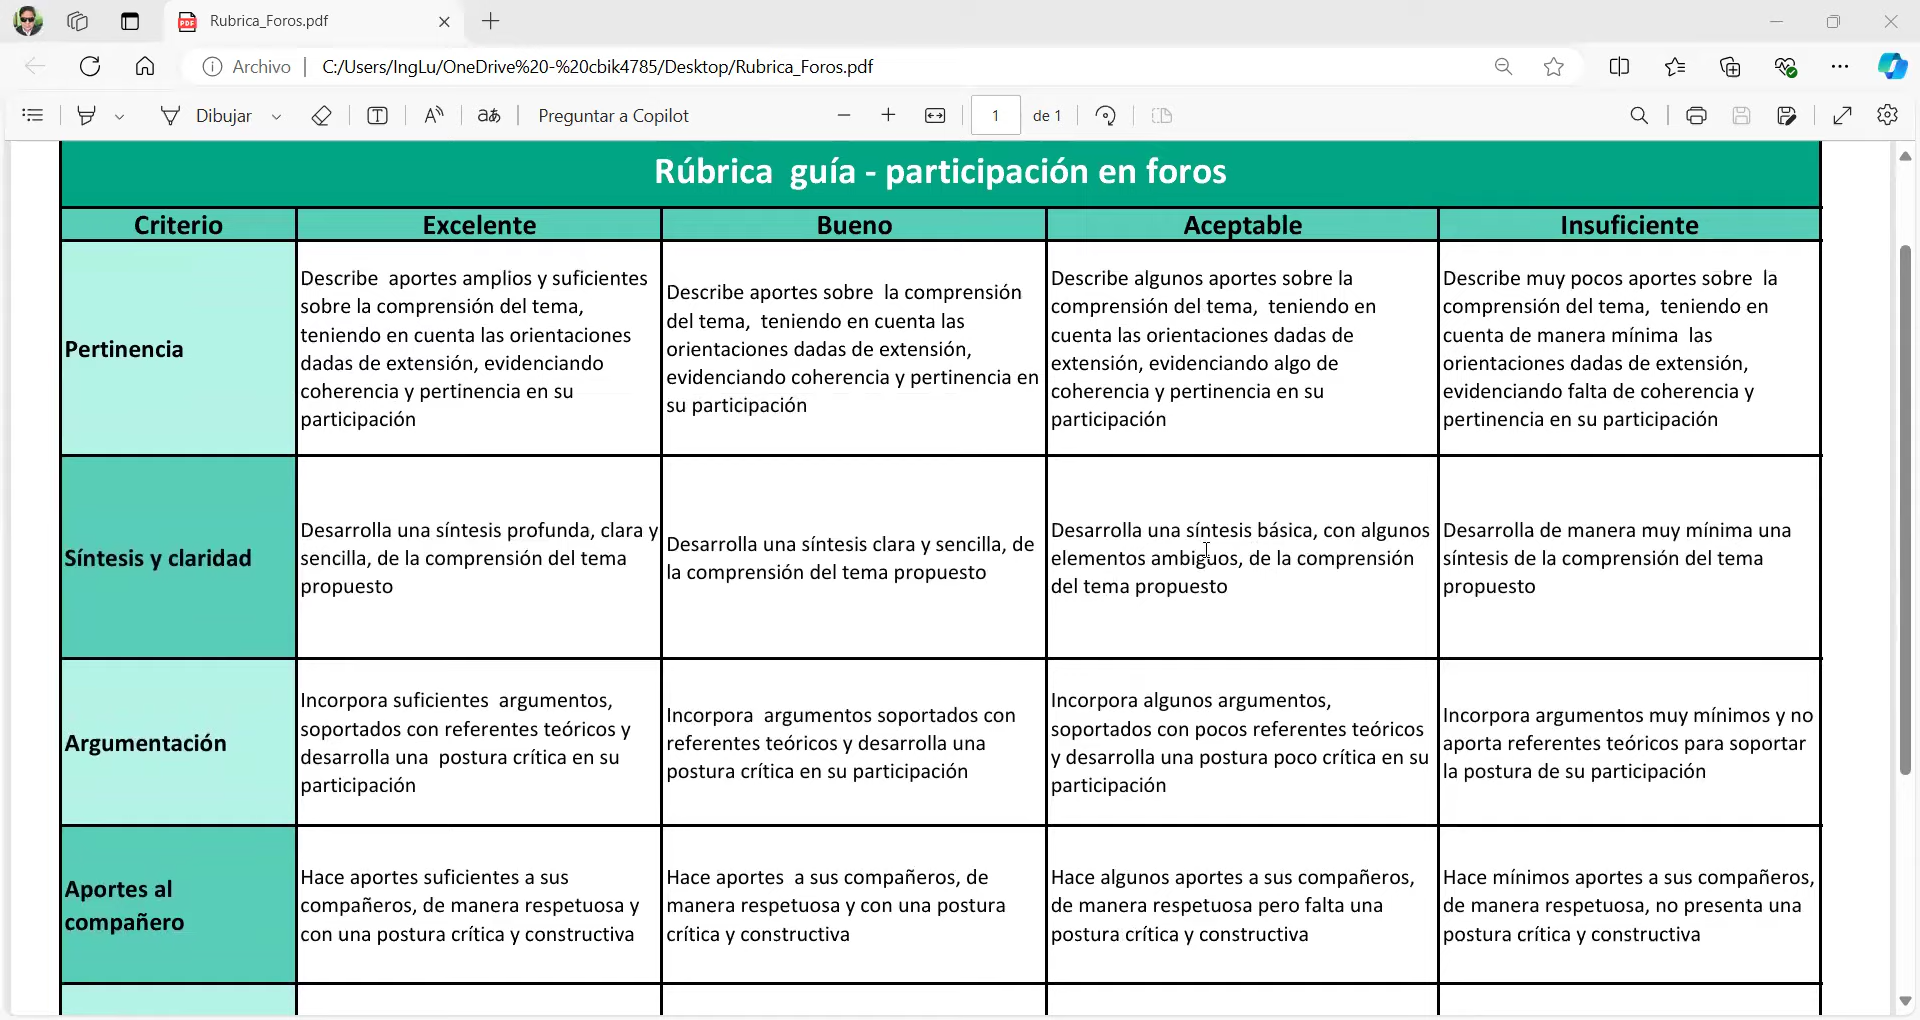 Rubrica_Foros.pdf
Archivo | C:/Users/IngLu/OneDrive%20-%20cbik4785/Desktop/Rubrica_Foros.pdf
Dibujar
Preguntar a Copilot
1 de 1
Rúbrica guía - participación en foros
Criterio
Excelente
Bueno
Aceptable
Insuficiente
Pertinencia
Describe aportes amplios y suficientes
sobre la comprensión del tema,
teniendo en cuenta las orientaciones
dadas de extensión, evidenciando
coherencia y pertinencia en su
participación
Describe aportes sobre la comprensión
del tema, teniendo en cuenta las
orientaciones dadas de extensión,
evidenciando coherencia y pertinencia en
su participación
Describe algunos aportes sobre la
comprensión del tema, teniendo en
cuenta las orientaciones dadas de
extensión, evidenciando algo de
coherencia y pertinencia en su
participación
Describe muy pocos aportes sobre la
comprensión del tema, teniendo en
cuenta de manera mínima las
orientaciones dadas de extensión,
evidenciando falta de coherencia y
pertinencia en su participación
Síntesis y claridad
Desarrolla una síntesis profunda, clara y
sencilla, de la comprensión del tema
propuesto
Desarrolla una síntesis clara y sencilla, de
la comprensión del tema propuesto
Desarrolla una síntesis básica, con algunos
elementos ambiguos, de la comprensión
del tema propuesto
Desarrolla de manera muy mínima una
síntesis de la comprensión del tema
propuesto
Argumentación
Incorpora suficientes argumentos,
soportados con referentes teóricos y
desarrolla una postura crítica en su
participación
Incorpora argumentos soportados con
referentes teóricos y desarrolla una
postura crítica en su participación
Incorpora algunos argumentos,
soportados con pocos referentes teóricos
y desarrolla una postura poco crítica en su
participación
Incorpora argumentos muy mínimos y no
aporta referentes teóricos para soportar
la postura de su participación
Aportes al
compañero
Hace aportes suficientes a sus
compañeros, de manera respetuosa y
con una postura crítica y constructiva
Hace aportes a sus compañeros, de
manera respetuosa y con una postura
crítica y constructiva
Hace algunos aportes a sus compañeros,
de manera respetuosa pero falta una
postura crítica y constructiva
Hace mínimos aportes a sus compañeros,
de manera respetuosa, no presenta una
postura crítica y constructiva